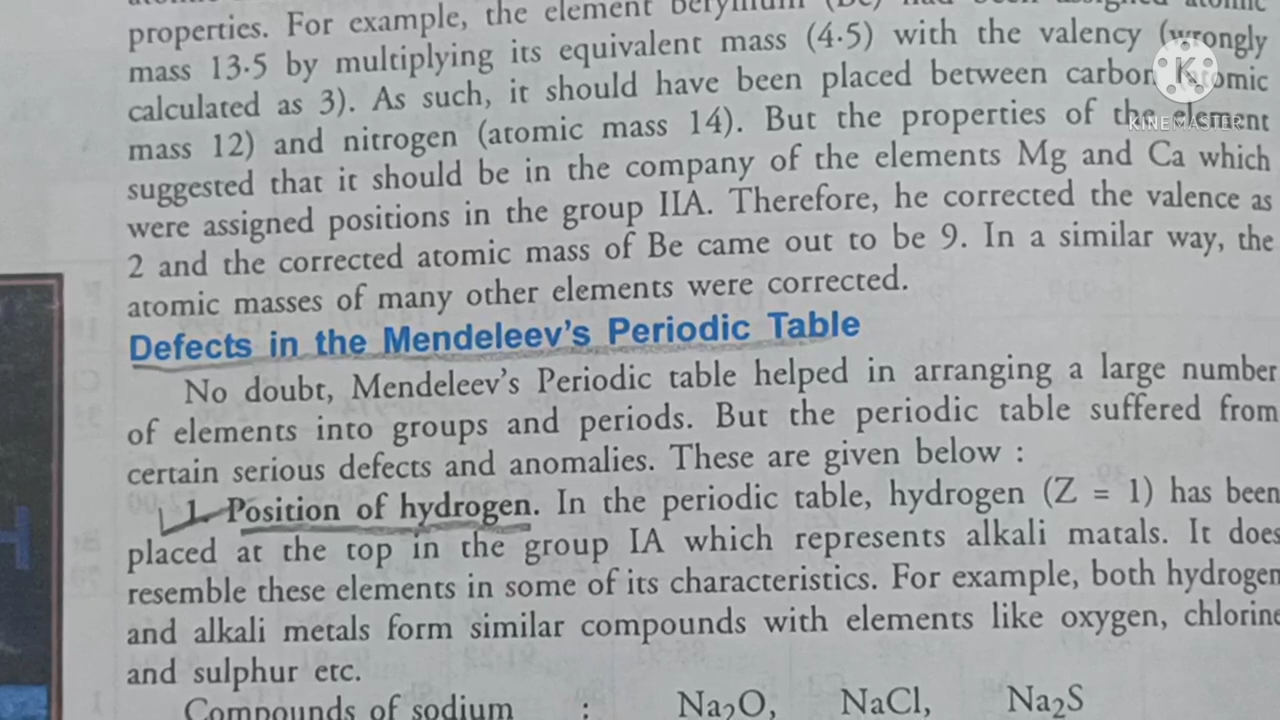 properties. For example, the element beryllium (Be) had been assigned atomic
mass 13·5 by multiplying its equivalent mass (4·5) with the valency (wrongly
calculated as 3). As such, it should have been placed between carbon atomic
mass 12) and nitrogen (atomic mass 14). But the properties of the element
suggested that it should be in the company of the elements Mg and Ca which
were assigned positions in the group IIA. Therefore, he corrected the valence as
2 and the corrected atomic mass of Be came out to be 9. In a similar way, the
atomic masses of many other elements were corrected.
Defects in the Mendeleev's Periodic Table
No doubt, Mendeleev's Periodic table helped in arranging a large number
of elements into groups and periods. But the periodic table suffered from
certain serious defects and anomalies. These are given below :
1. Position of hydrogen. In the periodic table, hydrogen (Z = 1) has been
placed at the top in the group IA which represents alkali matals. It does
resemble these elements in some of its characteristics. For example, both hydrogen
and alkali metals form similar compounds with elements like oxygen, chlorine
and sulphur etc.
Compounds of sodium : Na₂O, NaCl, Na₂S
K
KINEMASTER